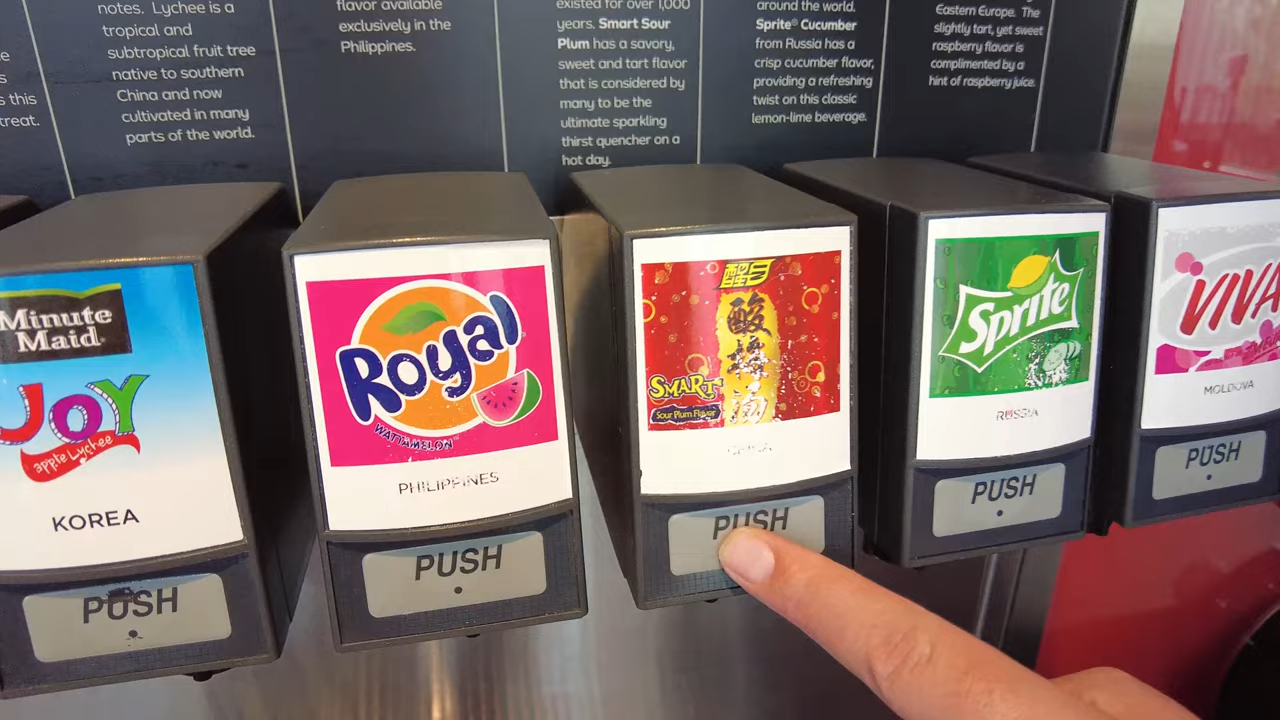 notes. Lychee is a
tropical and
subtropical fruit tree
native to southern
China and now
cultivated in many
parts of the world.
s this
treat.
flavor available
exclusively in the
Philippines.
existed for over 1,000
years. Smart Sour
Plum has a savory,
sweet and tart flavor
that is considered by
many to be the
ultimate sparkling
thirst quencher on a
hot day.
around the world.
Sprite® Cucumber
from Russia has a
crisp cucumber flavor,
providing a refreshing
twist on this classic
lemon-lime beverage.
Eastern Europe. The
slightly tart, yet sweet
raspberry flavor is
complimented by a
hint of raspberry juice.
Minute
Maid
JOY
apple Lychee
KOREA
PUSH
Royal
WATTAMELON™
PHILIPPINES
PUSH
醒目
酸
梅
汤
SMART
Sour Plum Flavor
CHINA
PUSH
Sprite
RUSSIA
PUSH
VIVA
MOLDOVA
PUSH